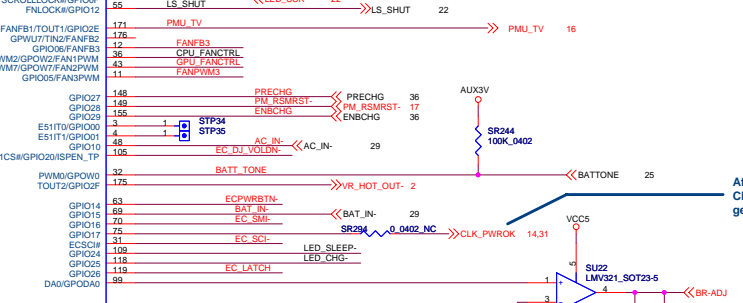 FNLOCK#/GPIO12 55 LS_SHUT LS_SHUT 22
FANFB1/TOUT1/GPIO2E 171 PMU_TV PMU_TV 16
GPWU7/TIN2/FANFB2 176
GPIO06/FANFB3 12 FANFB3
WM2/GPOW2/FAN1PWM 36 CPU_FANCTRL
WM7/GPOW7/FAN2PWM 43 GPU_FANCTRL
GPIO05/FAN3PWM 11 FANPWM3
GPIO27 148 PRECHG PRECHG 36
GPIO28 149 PM_RSMRST- PM_RSMRST- 17
GPIO29 155 ENBCHG ENBCHG 36
AUX3V
E51IT0/GPIO00 3 1 STP34
E51IT1/GPIO01 4 1 STP35
SR244
100K_0402
GPIO10 48 AC_IN- AC_IN- 29
1CS#/GPIO20/ISPEN_TP 105 EC_DJ_VOLDN-
PWM0/GPOW0 32 BATT_TONE BATTONE 25
TOUT2/GPIO2F 175 VR_HOT_OUT- 2
GPIO14 63 ECPWRBTN-
GPIO15 69 BAT_IN- BAT_IN- 29
GPIO16 70 EC_SMI-
GPIO17 75 SR294 0_0402_NC CLK_PWROK 14,31
VCC5
ECSCI# 31 EC_SCI-
GPIO24 109 LED_SLEEP-
GPIO25 118 LED_CHG-
GPIO26 119 EC_LATCH
DA0/GPODA0 99
5
SU22
LMV321_SOT23-5
1 + 4 BR-ADJ
3